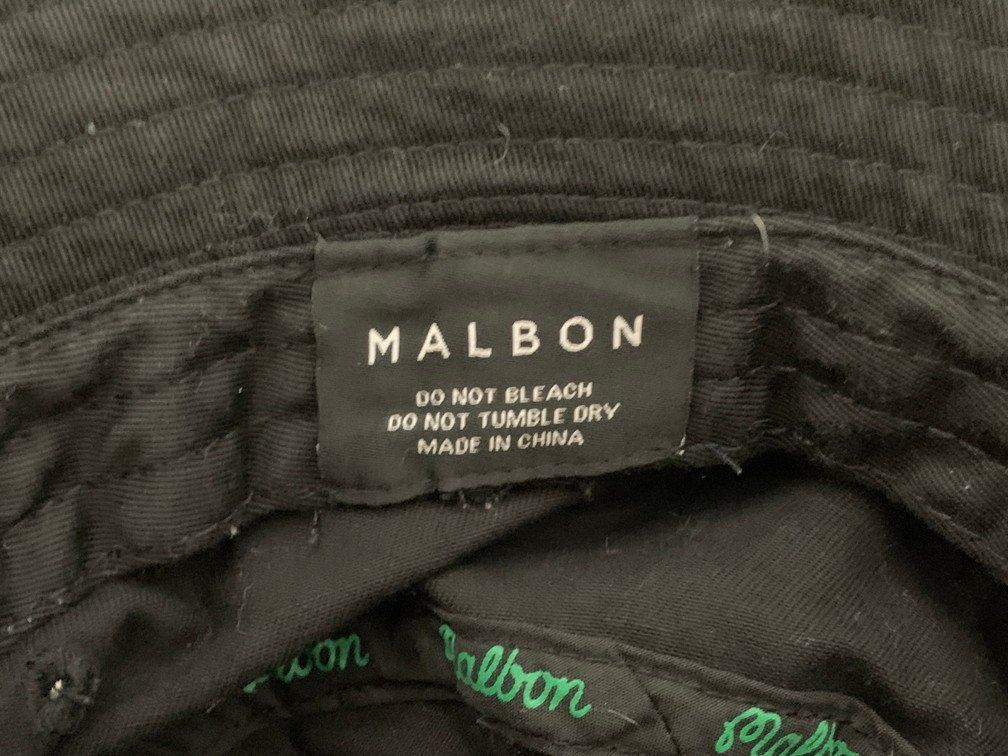 MALBON
DO NOT BLEACH
DO NOT TUMBLE DRY
MADE IN CHINA
Malbon